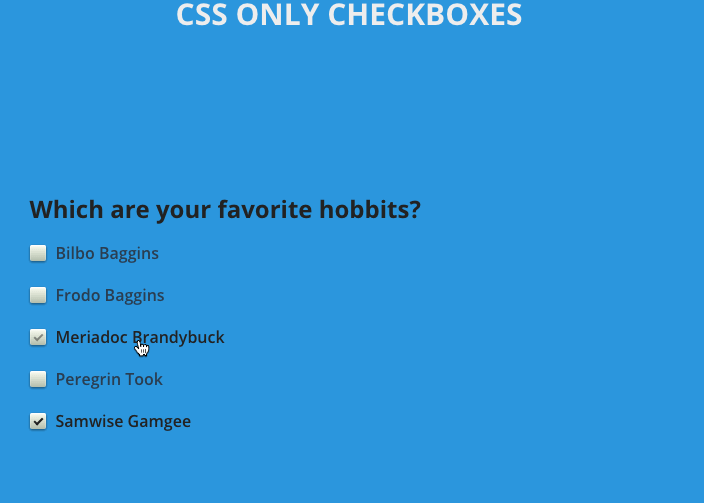 CSS ONLY CHECKBOXES
Which are your favorite hobbits?
Bilbo Baggins
Frodo Baggins
Meriadoc Brandybuck
Peregrin Took
Samwise Gamgee